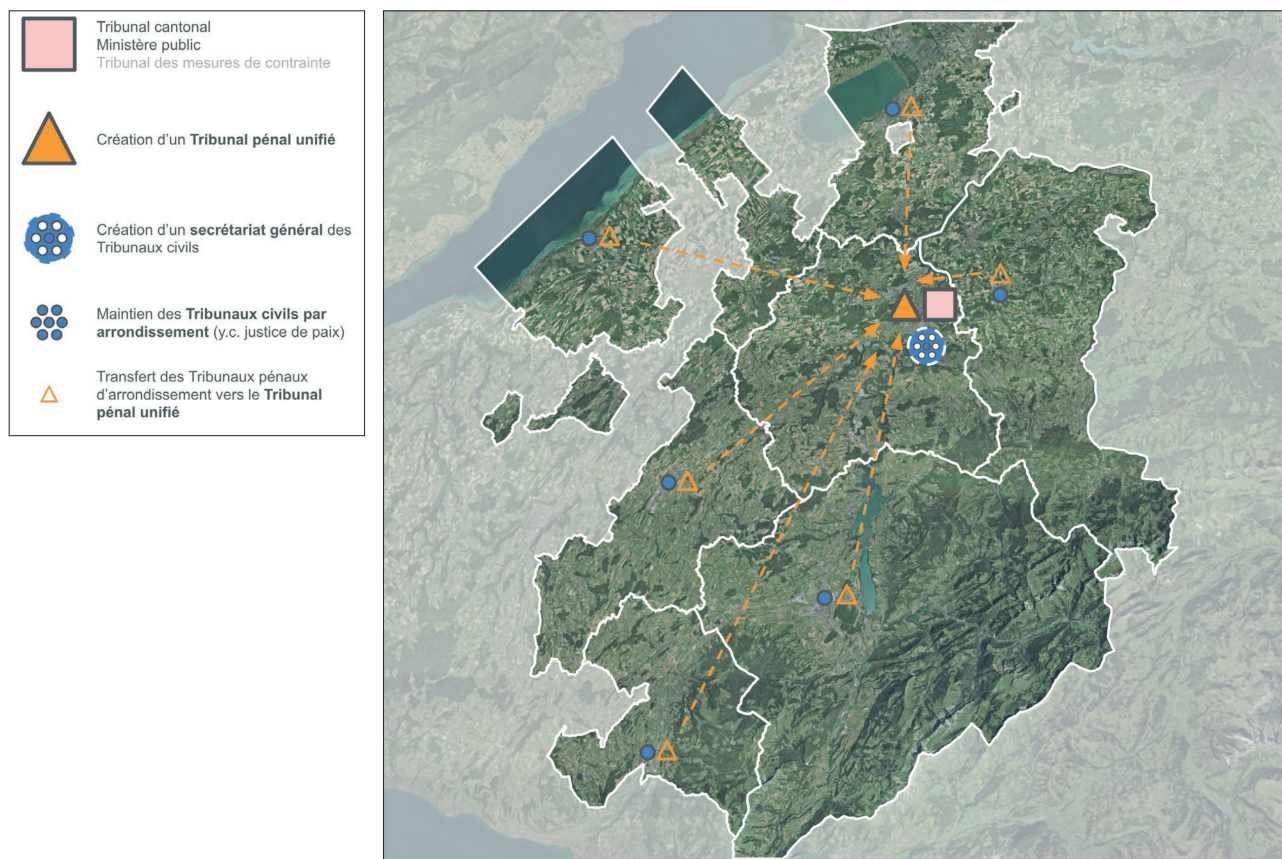 Tribunal cantonal
Ministère public
Tribunal des mesures de contrainte
Création d’un Tribunal pénal unifié
Création d’un secrétariat général des
Tribunaux civils
Maintien des Tribunaux civils par
arrondissement (y.c. justice de paix)
Transfert des Tribunaux pénaux
d’arrondissement vers le Tribunal
pénal unifié